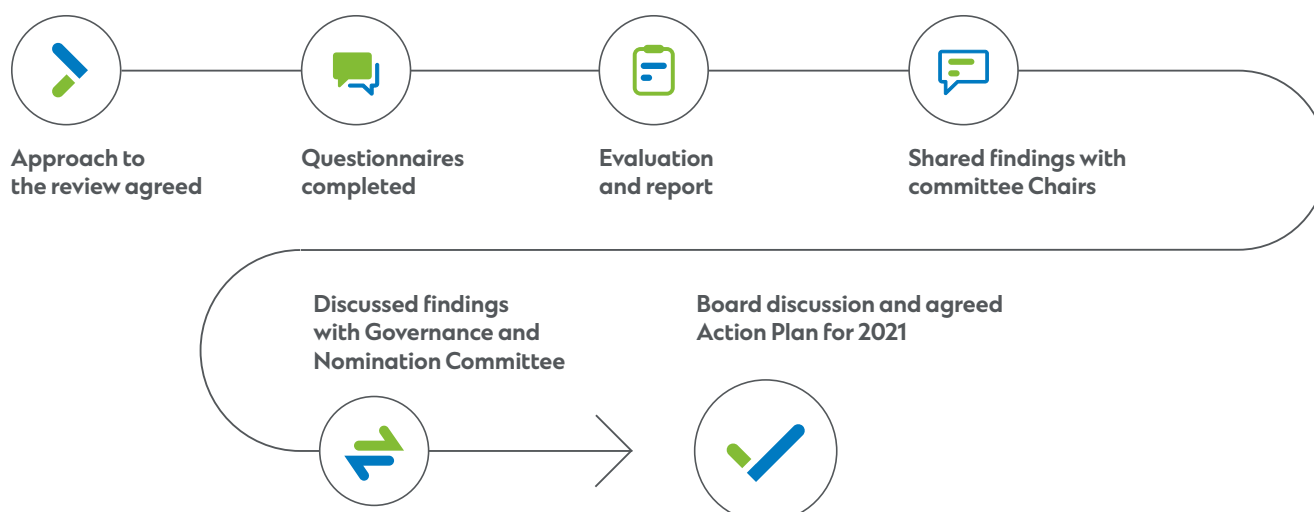 Approach to
the review agreed
Questionnaires
completed
Evaluation
and report
Shared findings with
committee Chairs
Discussed findings
with Governance and
Nomination Committee
Board discussion and agreed
Action Plan for 2021